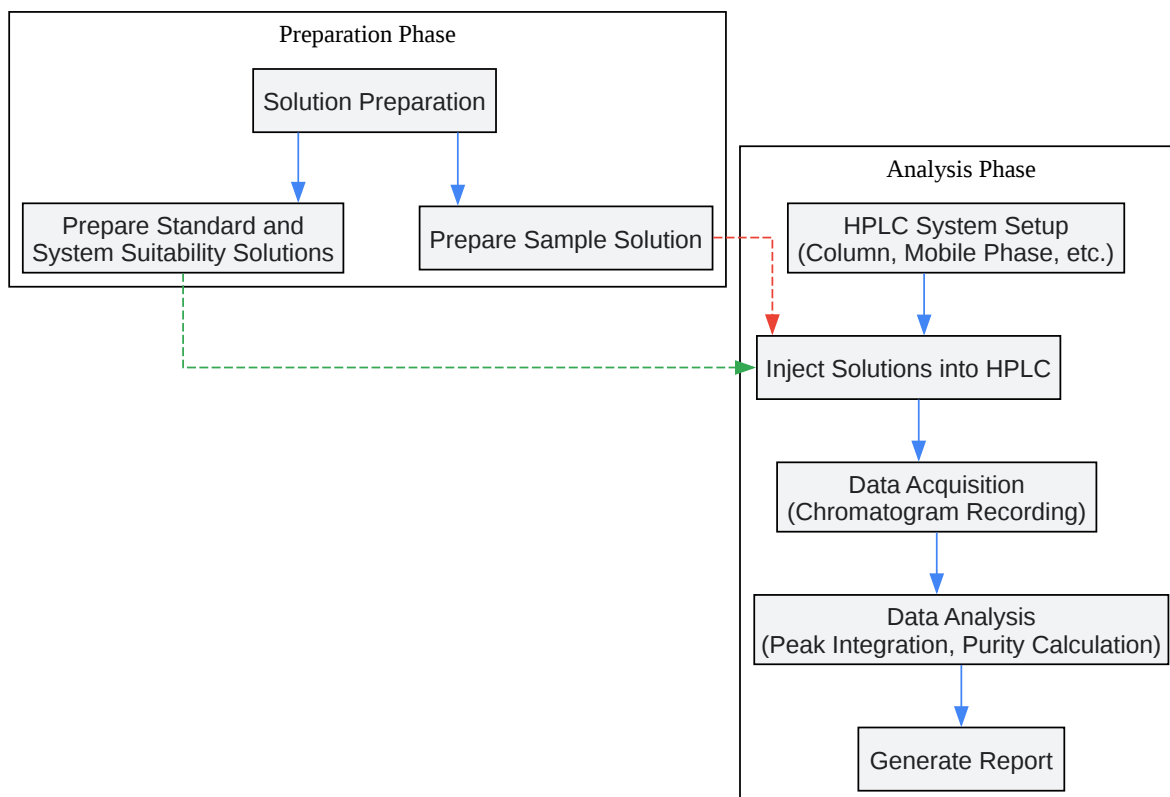 Preparation Phase
Solution Preparation
Prepare Standard and
System Suitability Solutions
Prepare Sample Solution
Analysis Phase
HPLC System Setup
(Column, Mobile Phase, etc.)
Inject Solutions into HPLC
Data Acquisition
(Chromatogram Recording)
Data Analysis
(Peak Integration, Purity Calculation)
Generate Report